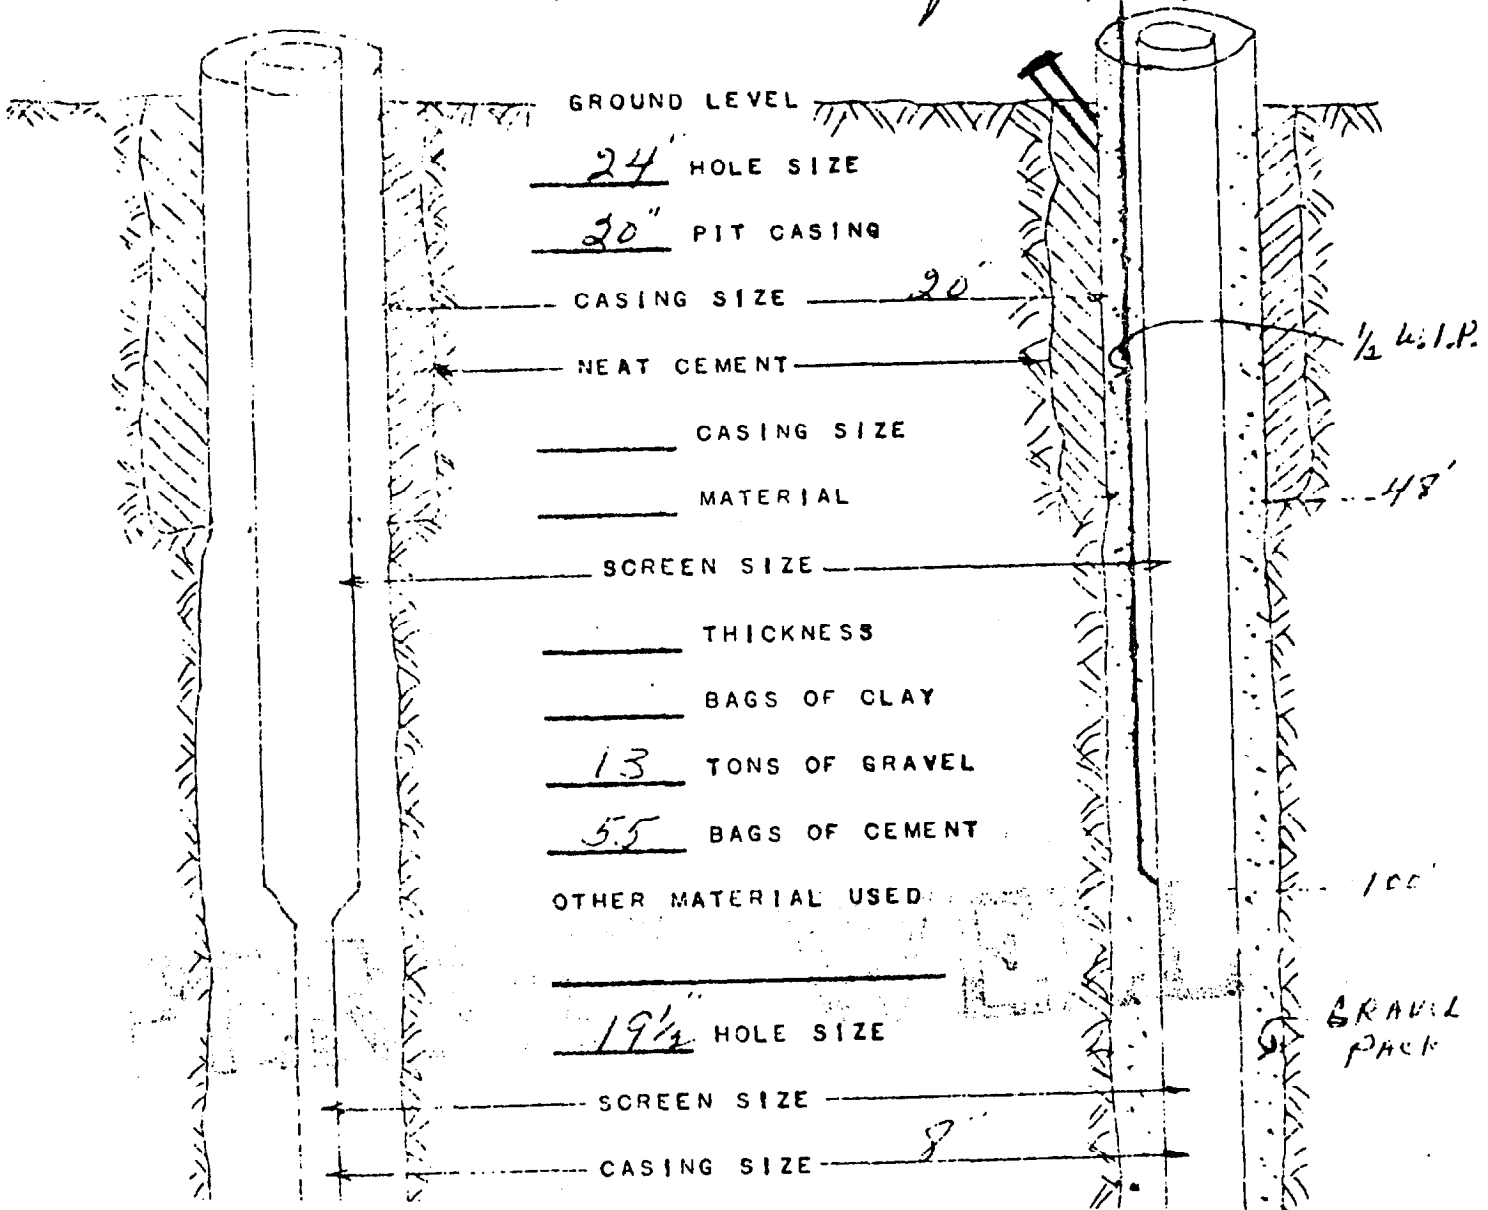 GROUND LEVEL
24" HOLE SIZE
20" PIT CASING
CASING SIZE 20"
NEAT CEMENT
1/2 W.I.P.
CASING SIZE
48'
MATERIAL
SCREEN SIZE
THICKNESS
BAGS OF CLAY
13 TONS OF GRAVEL
55 BAGS OF CEMENT
100'
OTHER MATERIAL USED
19 1/2" HOLE SIZE
GRAVEL
PACK
SCREEN SIZE
CASING SIZE 8"